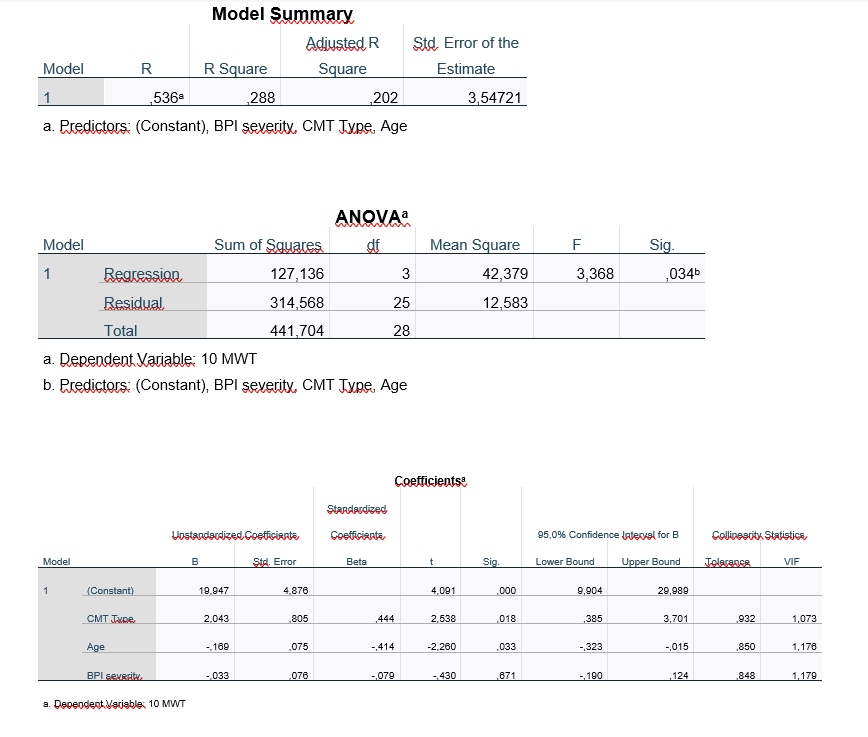 Model Summary
Adjusted R Std. Error of the
Model R R Square Square Estimate
1 ,536a ,288 ,202 3,54721
a. Predictors: (Constant), BPI severity, CMT Type, Age
ANOVAa
Model Sum of Squares df Mean Square F Sig.
1 Regression 127,136 3 42,379 3,368 ,034b
Residual 314,568 25 12,583
Total 441,704 28
a. Dependent Variable: 10 MWT
b. Predictors: (Constant), BPI severity, CMT Type, Age
Coefficientsa
Standardized
Unstandardized Coefficients Coefficients 95,0% Confidence Interval for B Collinearity Statistics
Model B Std. Error Beta t Sig. Lower Bound Upper Bound Tolerance VIF
1 (Constant) 19,947 4,876 4,091 ,000 9,904 29,989
CMT Type 2,043 ,805 ,444 2,538 ,018 ,385 3,701 ,932 1,073
Age -,169 ,075 -,414 -2,260 ,033 -,323 -,015 ,850 1,176
BPI severity -,033 ,076 -,079 -,430 ,671 -,190 ,124 ,848 1,179
a. Dependent Variable: 10 MWT